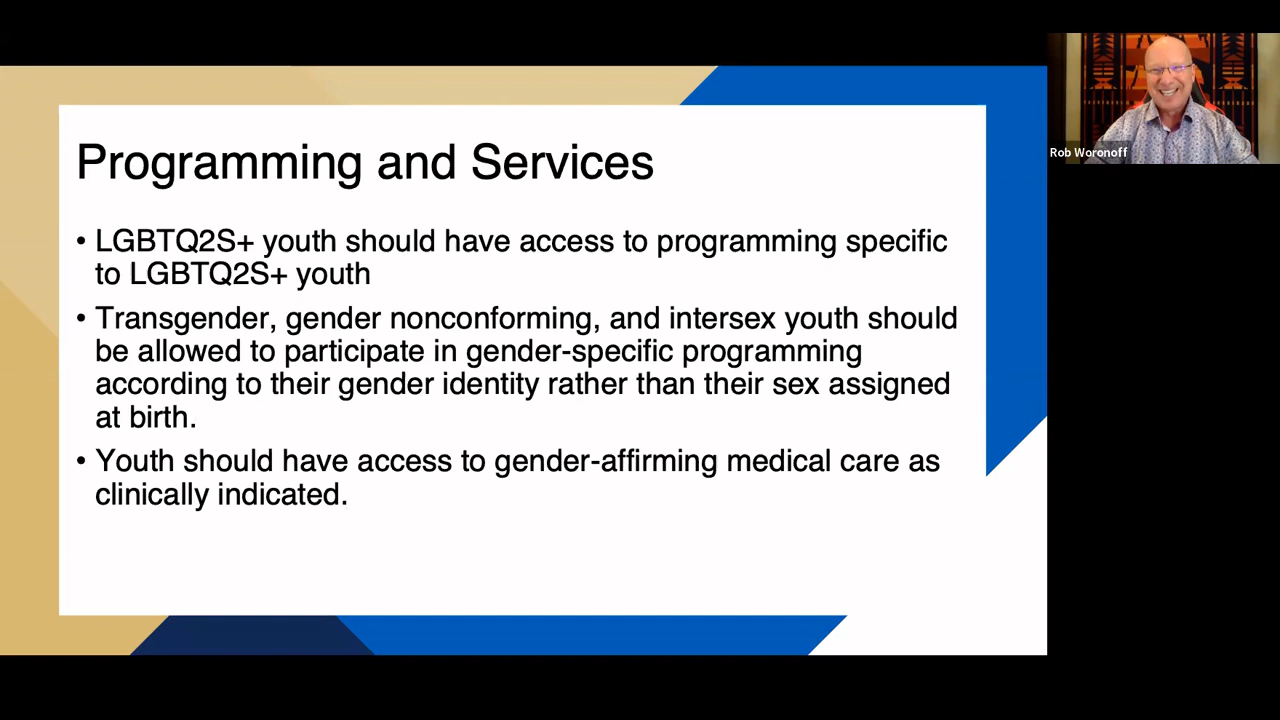 Programming and Services
• LGBTQ2S+ youth should have access to programming specific
to LGBTQ2S+ youth
• Transgender, gender nonconforming, and intersex youth should
be allowed to participate in gender-specific programming
according to their gender identity rather than their sex assigned
at birth.
• Youth should have access to gender-affirming medical care as
clinically indicated.
Rob Woronoff